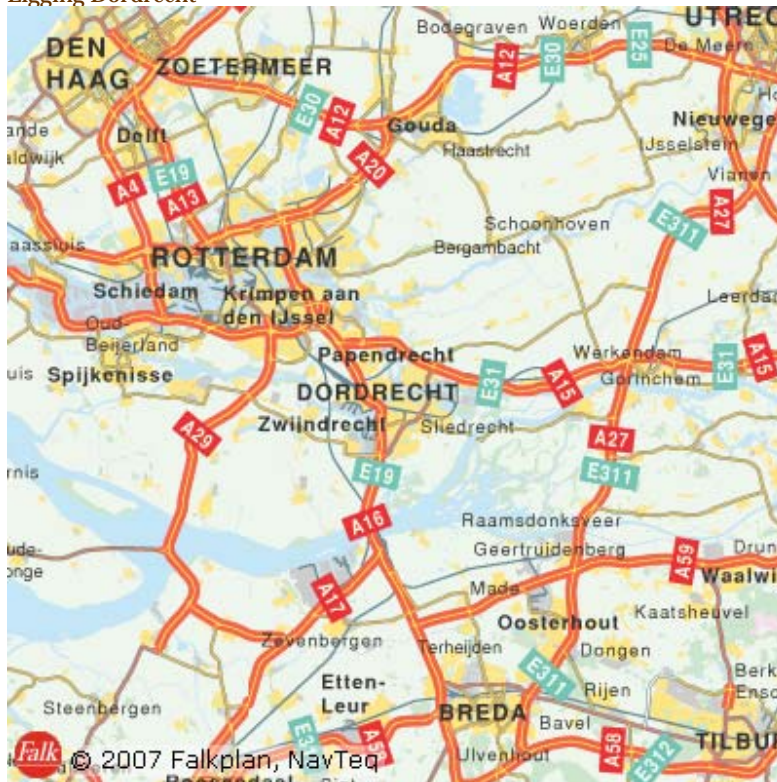 Ligging Dordrecht
Bodegraven
Woerden
DEN
HAAG
ZOETERMEER
A12
E30
E25
De Meern
E30
A12
Gouda
Nieuwege
Delft
Haastrecht
IJsselstein
A20
Vianen
E19
A4
A13
A27
E311
Schoonhoven
Bergambacht
aassluis
ROTTERDAM
Schiedam
Krimpen aan
den IJssel
Leerda
Oud-
Beijerland
Papendrecht
Werkendam
Spijkenisse
E31
Gorinchem
E31
A15
A15
DORDRECHT
Zwijndrecht
Sliedrecht
A29
A27
E19
E311
A16
Raamsdonksveer
Geertruidenberg
A59
Drun
Waalwi
A17
Made
Oosterhout
Kaatsheuvel
Zevenbergen
Terheijden
Dongen
E311
Rijen
Etten-
Leur
Steenbergen
BREDA
Bavel
TILBU
Falk
© 2007 Falkplan, NavTeq
Ulvenhout
A58
E312